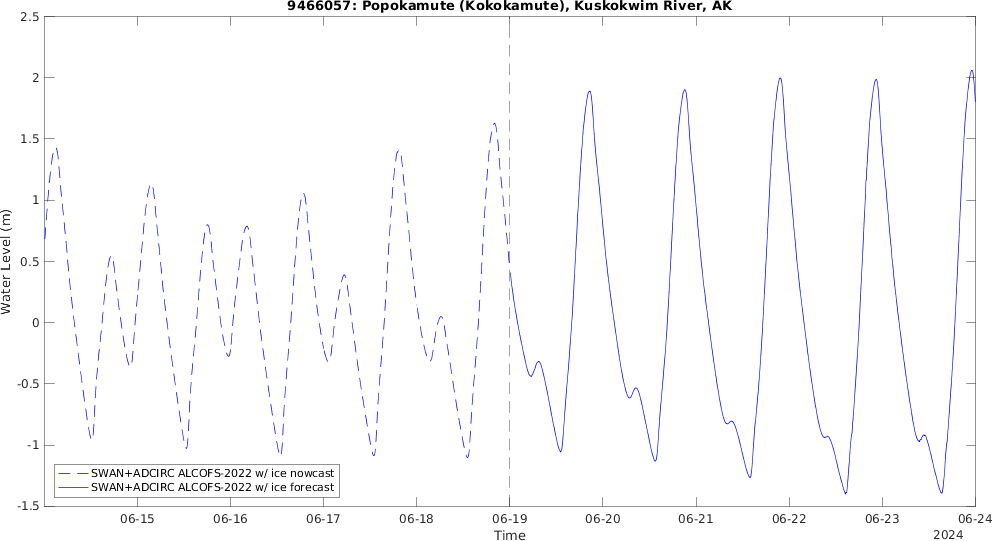 9466057: Popokamute (Kokokamute), Kuskokwim River, AK
2.5
2
1.5
1
0.5
0
-0.5
-1
-1.5
Water Level (m)
SWAN+ADCIRC ALCOFS-2022 w/ ice nowcast
SWAN+ADCIRC ALCOFS-2022 w/ ice forecast
06-15 06-16 06-17 06-18 06-19 06-20 06-21 06-22 06-23 06-24
Time
2024